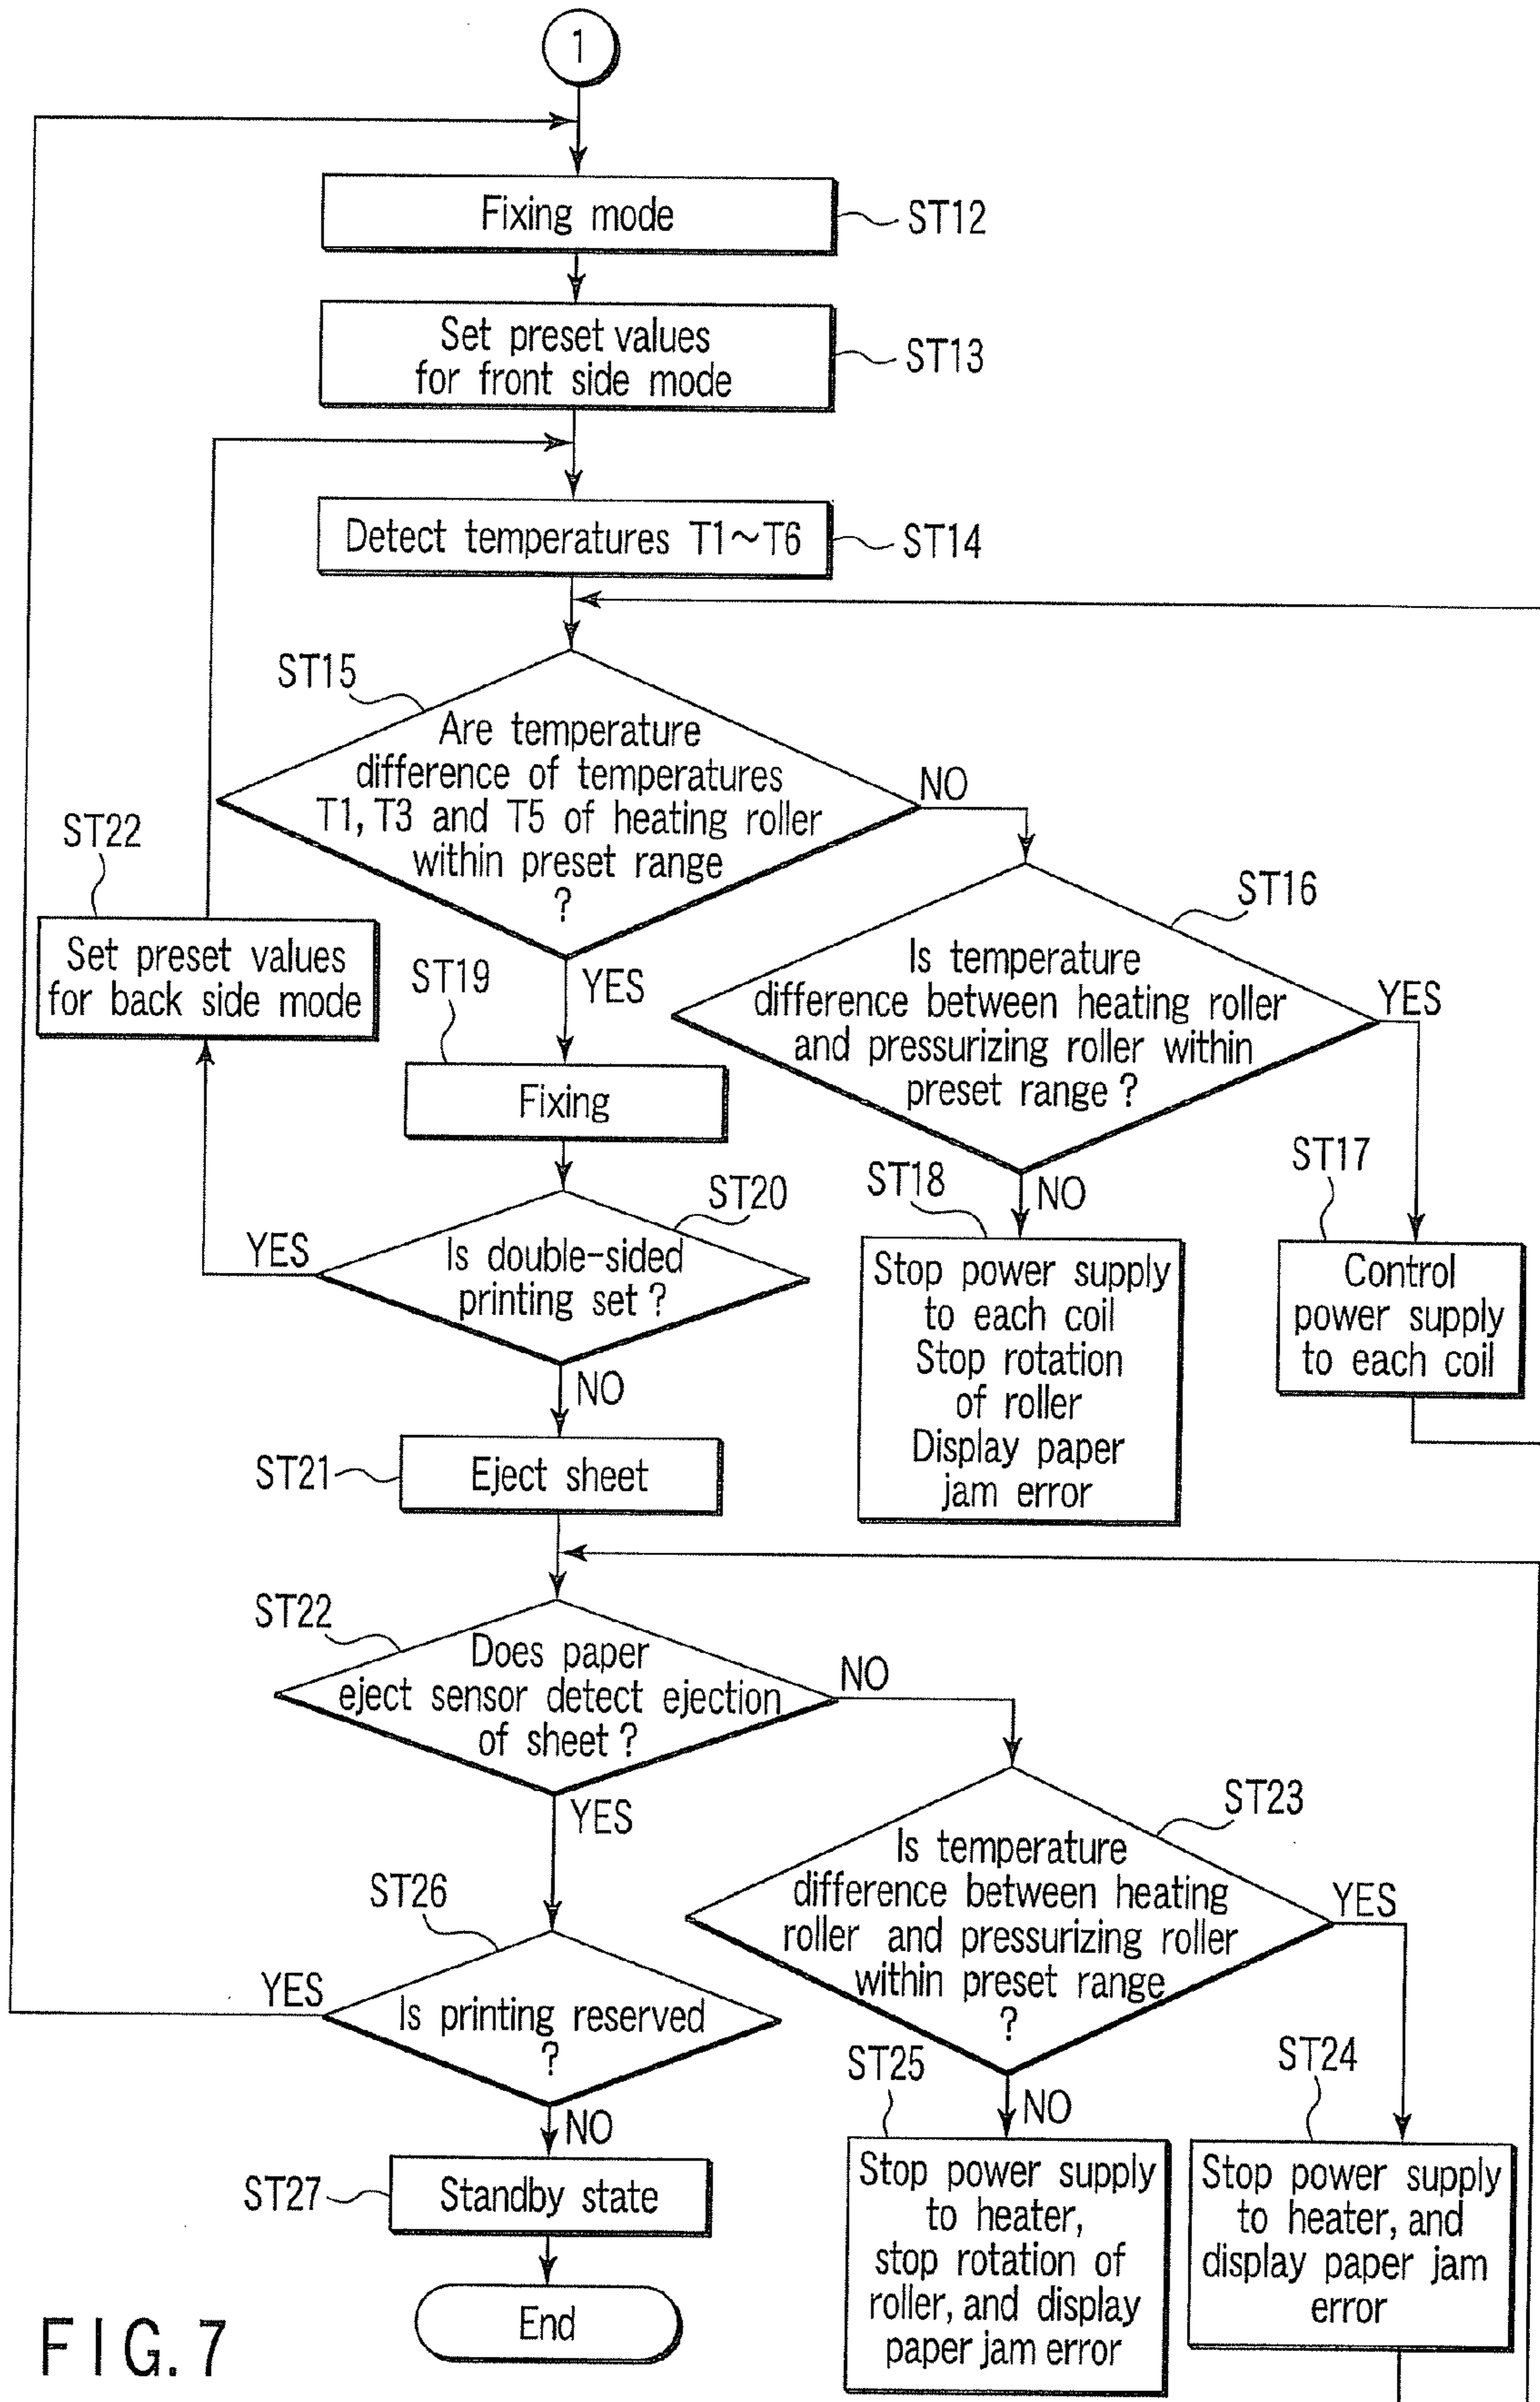 1
Fixing mode
ST12
Set preset values
for front side mode
ST13
Detect temperatures T1~T6
ST14
ST15
Are temperature
difference of temperatures
T1, T3 and T5 of heating roller
within preset range
?
NO
YES
ST22
Set preset values
for back side mode
ST16
Is temperature
difference between heating roller
and pressurizing roller within
preset range ?
YES
NO
ST19
Fixing
ST20
Is double-sided
printing set ?
YES
NO
ST18
Stop power supply
to each coil
Stop rotation
of roller
Display paper
jam error
ST17
Control
power supply
to each coil
ST21
Eject sheet
ST22
Does paper
eject sensor detect ejection
of sheet ?
NO
YES
ST23
Is temperature
difference between heating
roller and pressurizing roller
within preset range
?
YES
NO
ST26
Is printing reserved
?
YES
NO
ST25
Stop power supply
to heater,
stop rotation of
roller, and display
paper jam error
ST24
Stop power supply
to heater, and
display paper jam
error
ST27
Standby state
End
FIG. 7